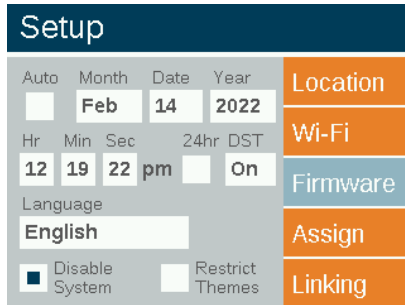 Setup
Auto Month Date Year
Feb 14 2022
Hr Min Sec 24hr DST
12 19 22 pm On
Language
English
Disable System
Restrict Themes
Location
Wi-Fi
Firmware
Assign
Linking